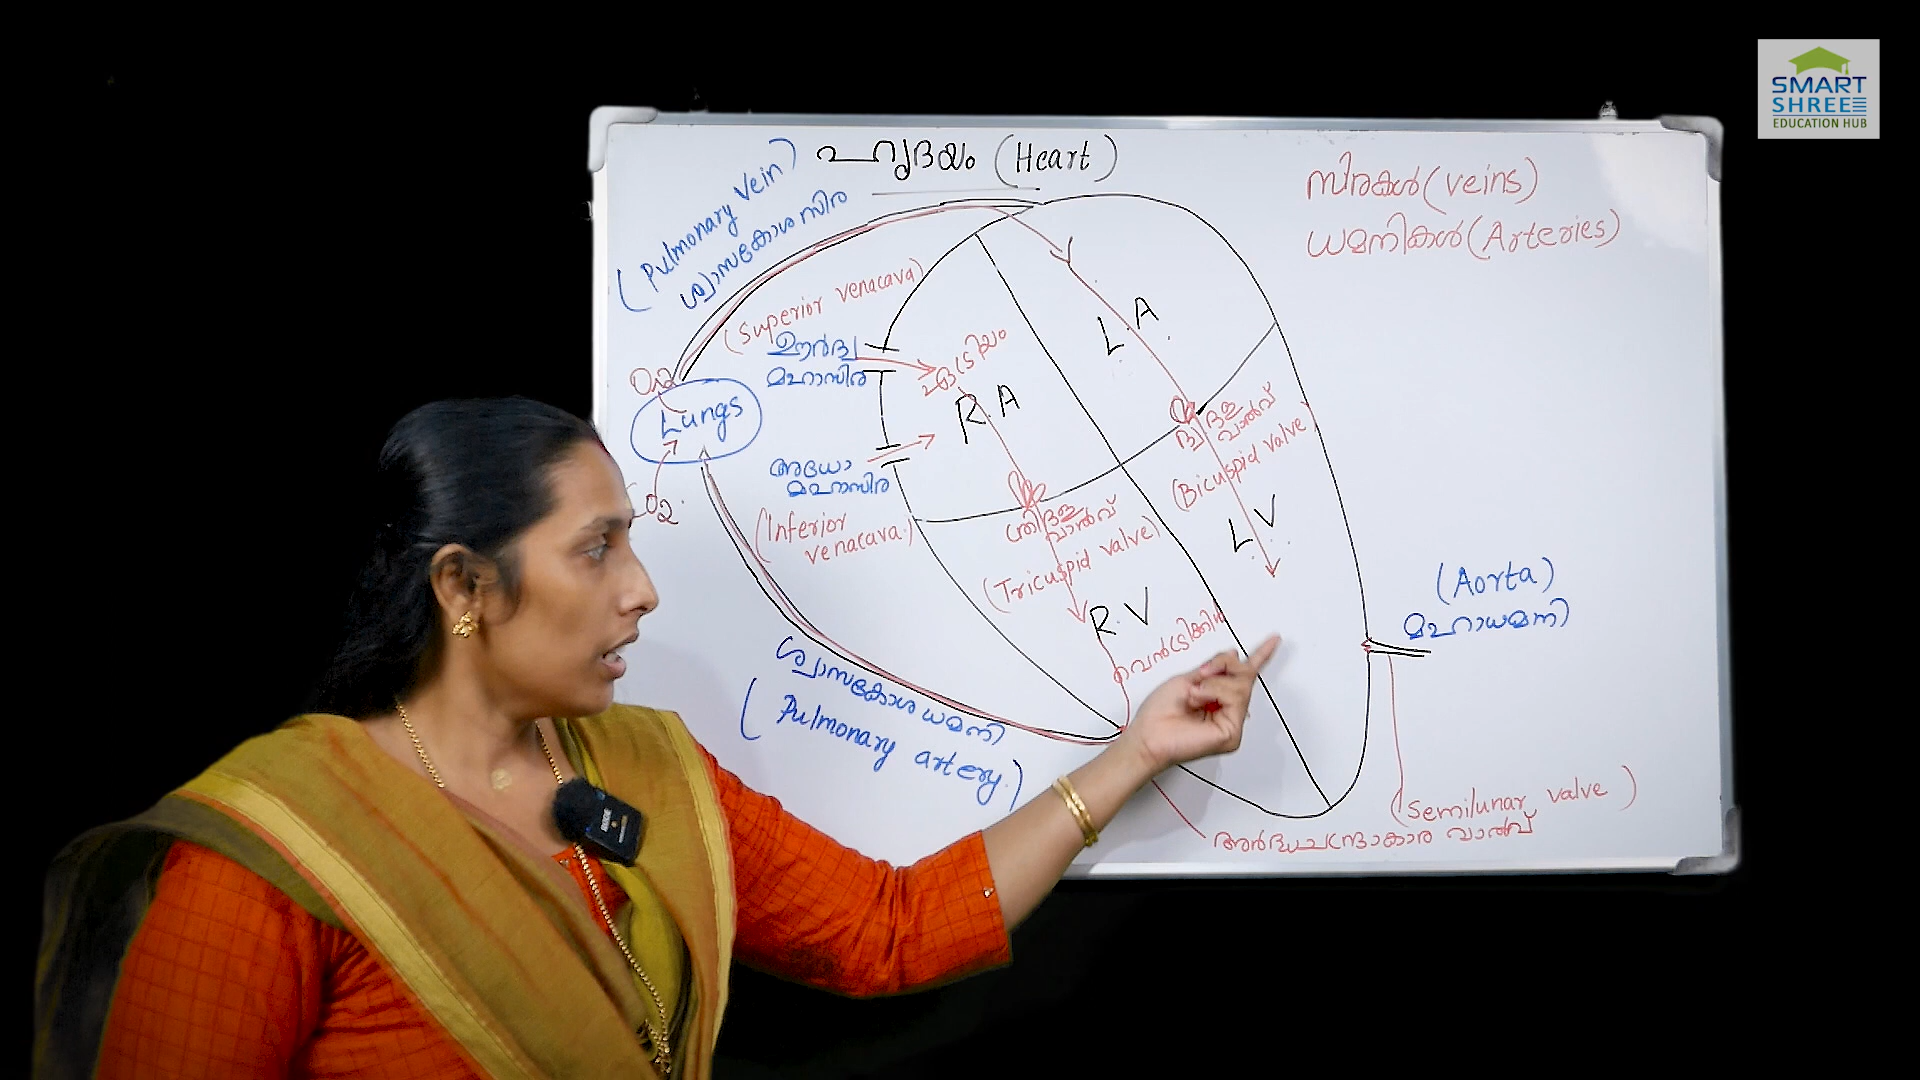 ഹൃദയം (Heart)
സിരകൾ (veins)
ധമനികൾ (Arteries)
(Pulmonary Vein)
ശ്വാസകോശ സിര
(Superior venacava)
ഊർദ്ധ്വ
മഹാസിര
ഏട്രിയം
R.A
L.A
O2
Lungs
O2
അധോ
മഹാസിര
(Inferior
venacava)
ത്രിദള
വാൽവ്
(Tricuspid valve)
ദ്വിദള
വാൽവ്
(Bicuspid valve)
L.V
R.V
വെൻട്രിക്കിൾ
(Aorta)
മഹാധമനി
ശ്വാസകോശ ധമനി
(Pulmonary artery)
(Semilunar valve)
അർദ്ധചന്ദ്രാകാര വാൽവ്
SMART
SHREE
EDUCATION HUB